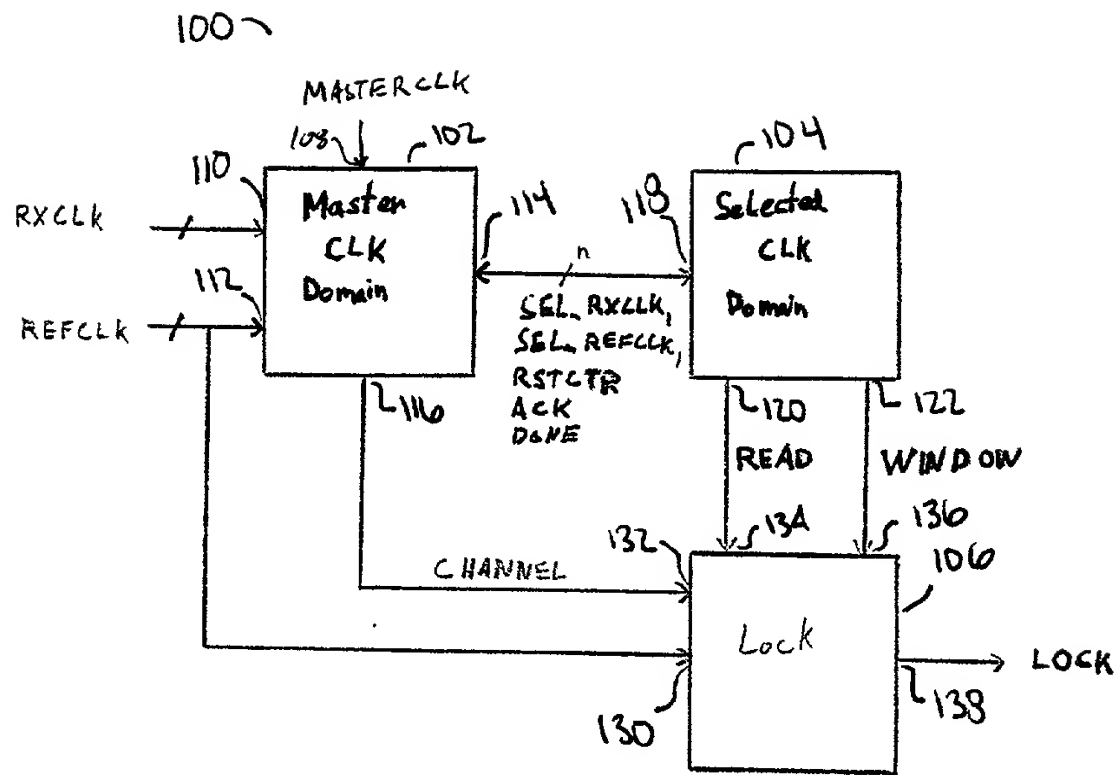 100
MASTERCLK
108
102
104
110
Master
CLK
Domain
114
118
Selected
CLK
Domain
RXCLK
n
112
REFCLK
SEL_RXCLK,
SEL_REFCLK,
RSTCTR
ACK
DONE
116
120
122
READ
WINDOW
134
136
132
106
CHANNEL
Lock
LOCK
130
138